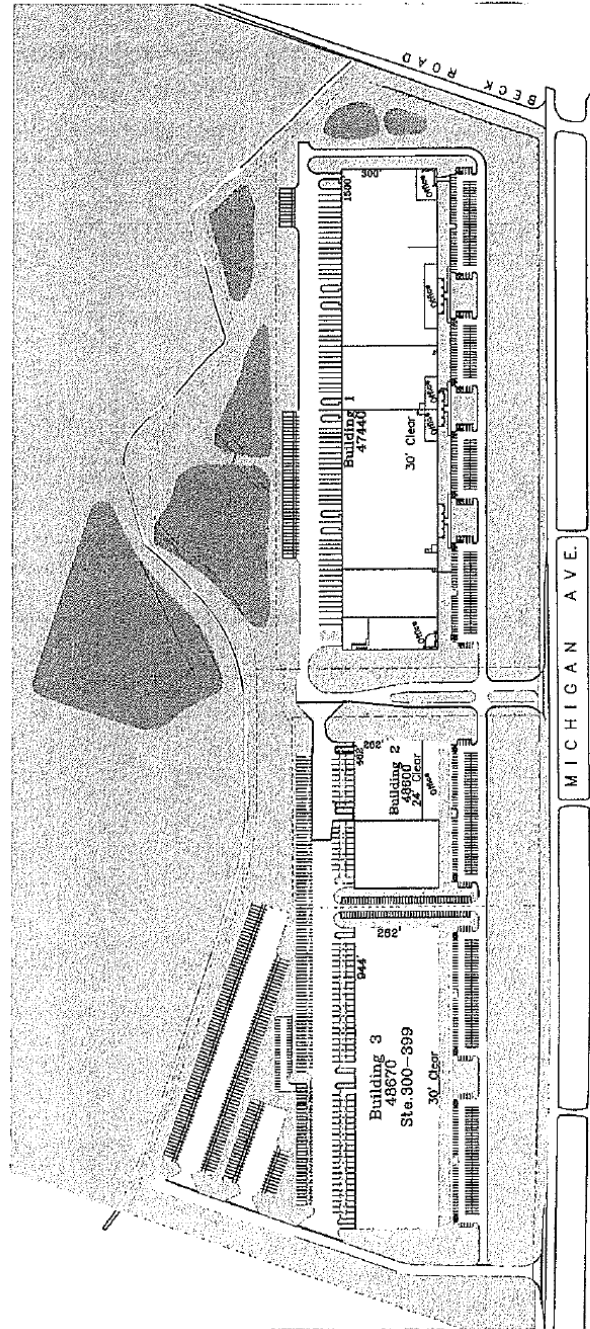 BECK ROAD
MICHIGAN AVE.
300'
1500'
Office
Office
Office
Office
Building 1
47440
30' Clear
Office
262'
402'
Building 2
48600
24' Clear
Office
262'
944'
Building 3
48670
Ste.300-399
30' Clear